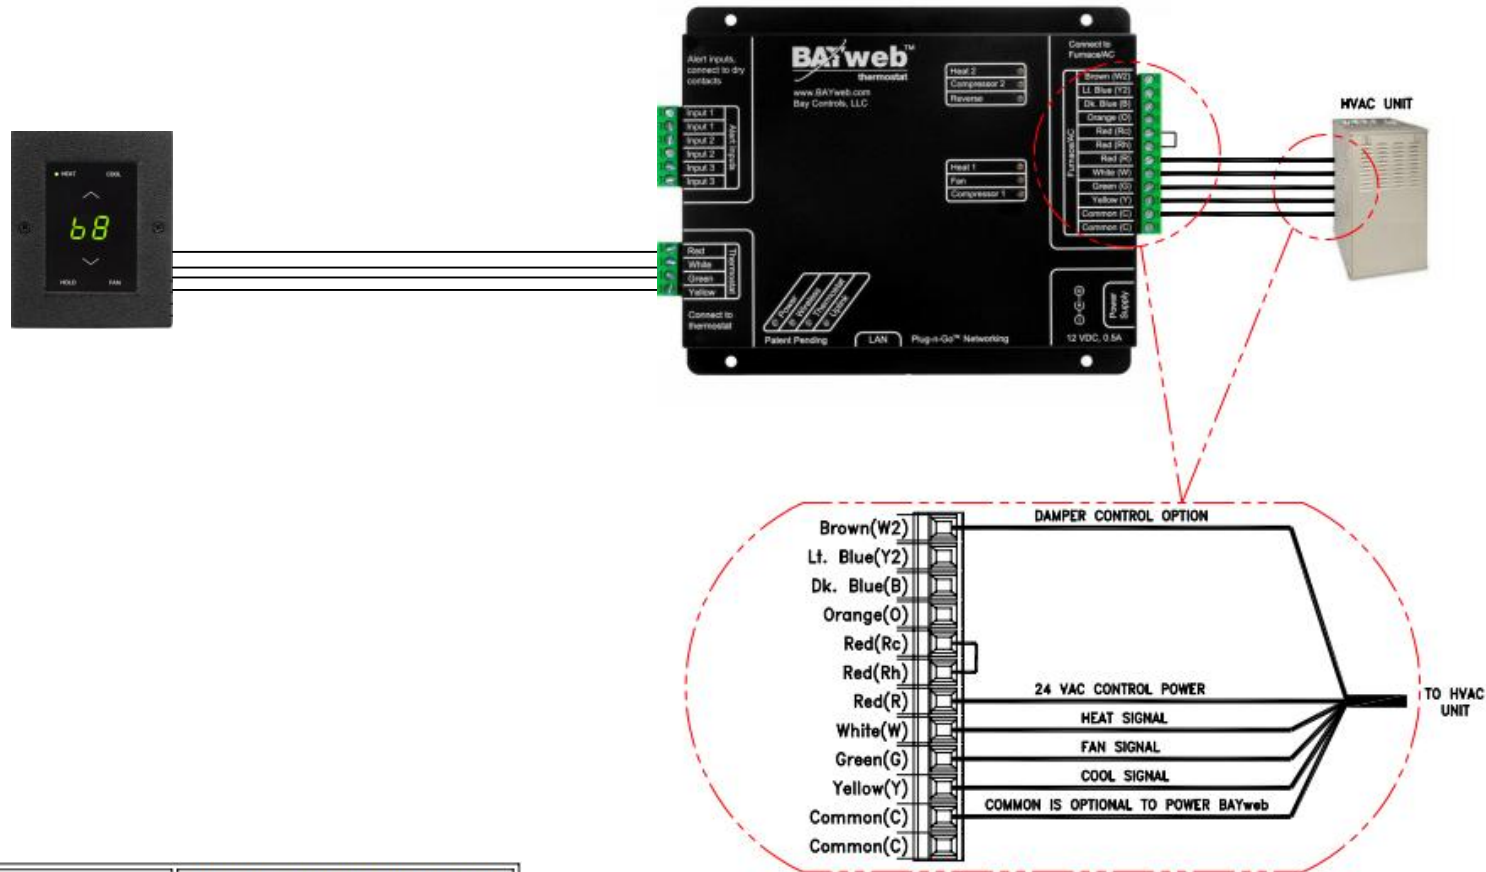 HEAT COOL
68
HOLD FAN
Alert inputs,
connect to dry
contacts
Input 1
Input 1
Input 2
Input 2
Input 3
Input 3
Alert Inputs
BAYweb™
thermostat
www.BAYweb.com
Bay Controls, LLC
Heat 2
Compressor 2
Reverse
Heat 1
Fan
Compressor 1
Connect to
Furnace/AC
Brown (W2)
Lt. Blue (Y2)
Dk. Blue (B)
Orange (O)
Red (Rc)
Red (Rh)
Red (R)
White (W)
Green (G)
Yellow (Y)
Common (C)
Common (C)
Furnace/AC
HVAC UNIT
Red
White
Green
Yellow
Thermostat
Connect to
thermostat
Power
Wireless
Thermostat
Uplink
Patent Pending
LAN
Plug-n-Go™ Networking
Power
Supply
12 VDC, 0.5A
Brown(W2)
DAMPER CONTROL OPTION
Lt. Blue(Y2)
Dk. Blue(B)
Orange(O)
Red(Rc)
Red(Rh)
Red(R)
24 VAC CONTROL POWER
White(W)
HEAT SIGNAL
Green(G)
FAN SIGNAL
Yellow(Y)
COOL SIGNAL
Common(C)
COMMON IS OPTIONAL TO POWER BAYweb
Common(C)
TO HVAC
UNIT